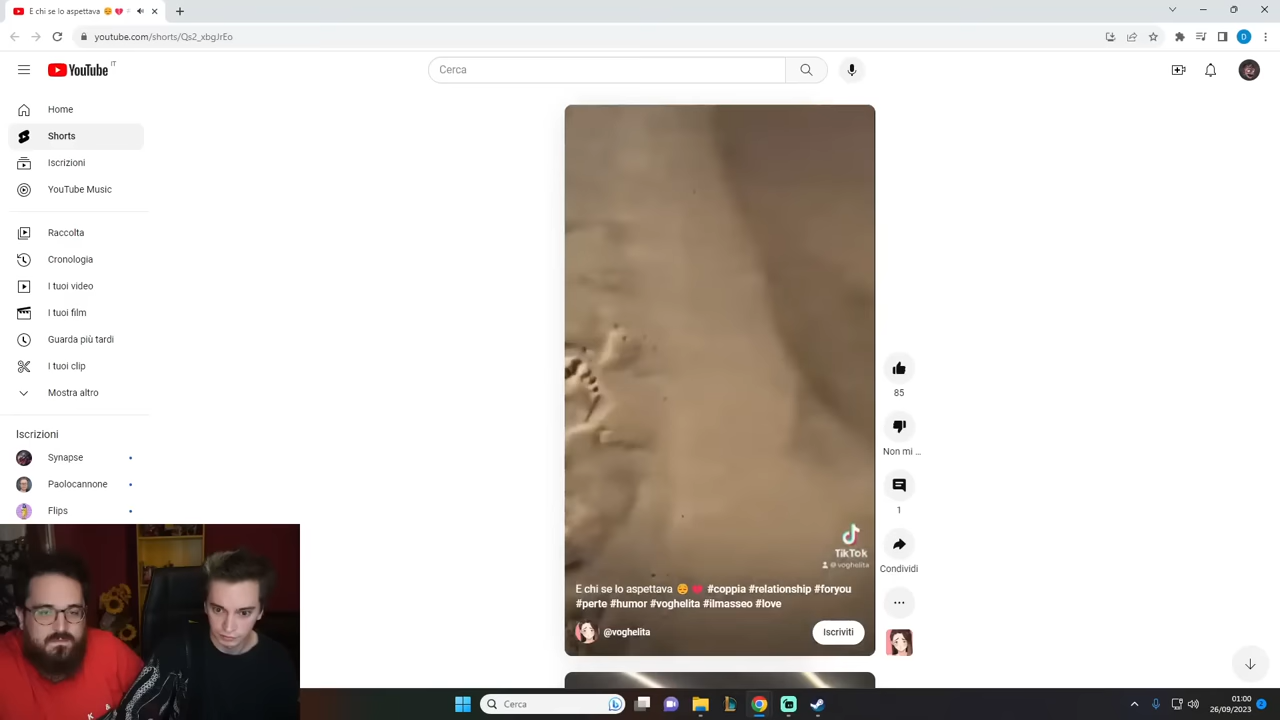 E chi se lo aspettava
youtube.com/shorts/Qs2_xbgJrEo
YouTube IT
Cerca
Home
Shorts
Iscrizioni
YouTube Music
Raccolta
Cronologia
I tuoi video
I tuoi film
Guarda più tardi
I tuoi clip
Mostra altro
Iscrizioni
Synapse
Paolocannone
Flips
85
Non mi ...
1
Condividi
TikTok
@voghelita
E chi se lo aspettava 😌 ❤️ #coppia #relationship #foryou
#perte #humor #voghelita #ilmasseo #love
@voghelita
Iscriviti
Cerca
01:00
26/09/2023